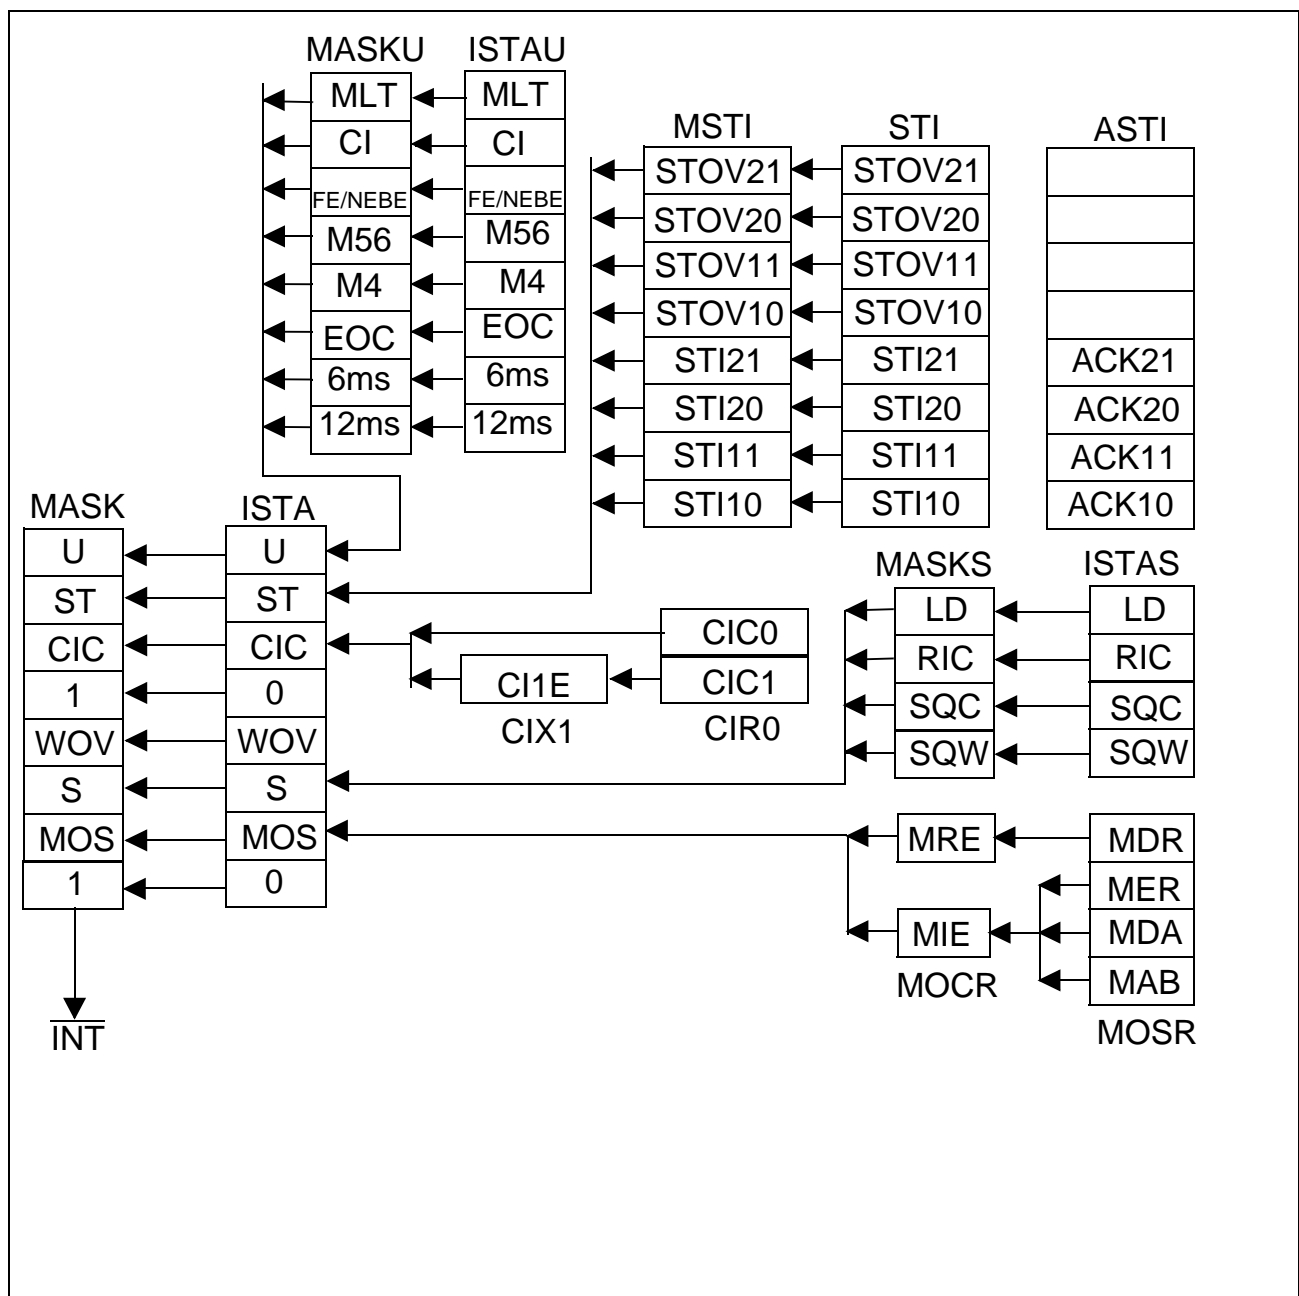 MASKU ISTAU
MLT MLT
CI CI
FE/NEBE FE/NEBE
M56 M56
M4 M4
EOC EOC
6ms 6ms
12ms 12ms
MSTI STI ASTI
STOV21 STOV21
STOV20 STOV20
STOV11 STOV11
STOV10 STOV10
STI21 STI21 ACK21
STI20 STI20 ACK20
STI11 STI11 ACK11
STI10 STI10 ACK10
MASK ISTA
U U
ST ST
CIC CIC
1 0
WOV WOV
S S
MOS MOS
1 0
INT
CIC0
CI1E CIC1
CIX1 CIR0
MASKS ISTAS
LD LD
RIC RIC
SQC SQC
SQW SQW
MRE MDR
MER
MIE MDA
MAB
MOCR MOSR